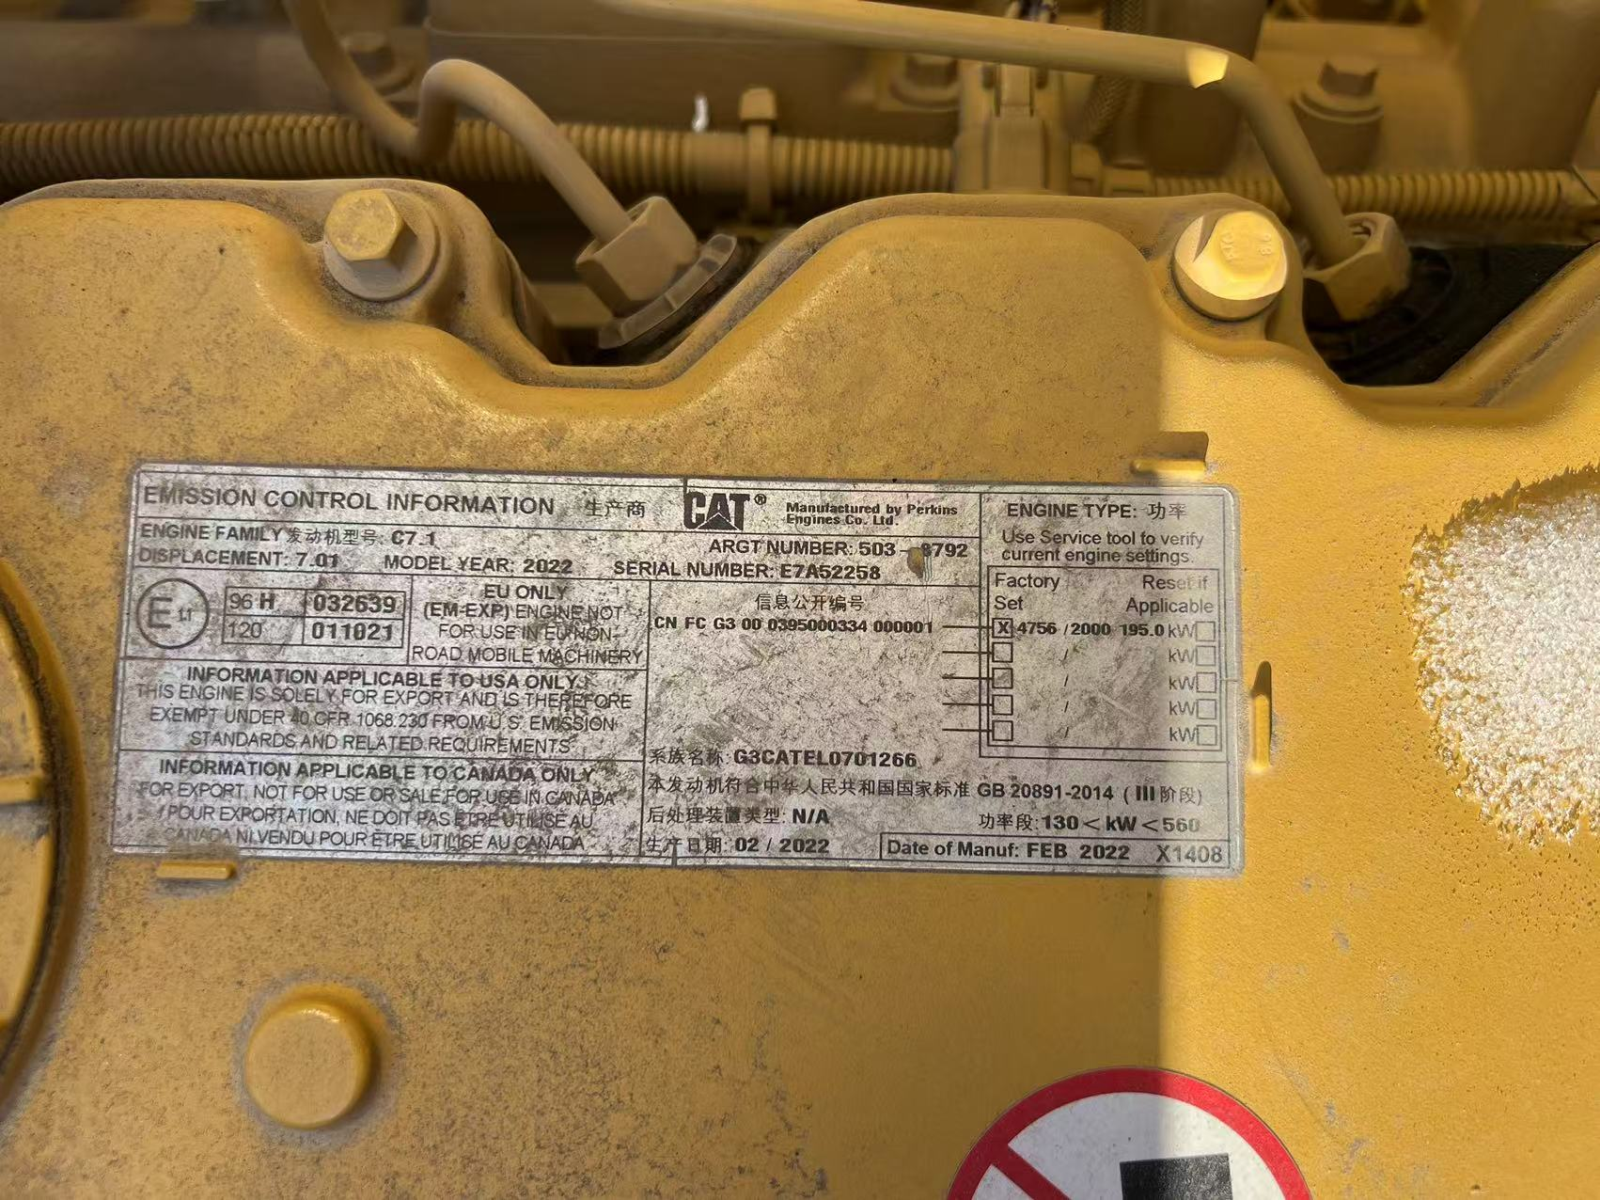 EMISSION CONTROL INFORMATION 生产商
CAT® Manufactured by Perkins
Engines Co. Ltd.
ENGINE FAMILY 发动机型号: C7.1
ARGT NUMBER: 503 - 8792
DISPLACEMENT: 7.01 MODEL YEAR: 2022 SERIAL NUMBER: E7A52258
E 11
96 H 032639
120 011021
EU ONLY
(EM-EXP) ENGINE NOT
FOR USE IN EU NON-
ROAD MOBILE MACHINERY
INFORMATION APPLICABLE TO USA ONLY.
THIS ENGINE IS SOLELY FOR EXPORT AND IS THEREFORE
EXEMPT UNDER 40 CFR 1068.230 FROM U.S. EMISSION
STANDARDS AND RELATED REQUIREMENTS
INFORMATION APPLICABLE TO CANADA ONLY
FOR EXPORT, NOT FOR USE OR SALE FOR USE IN CANADA
/ POUR EXPORTATION, NE DOIT PAS ETRE UTILISE AU
CANADA NI VENDU POUR ÊTRE UTILISE AU CANADA
信息公开编号
CN FC G3 00 0395000334 000001
系族名称: G3CATEL0701266
本发动机符合中华人民共和国国家标准 GB 20891-2014 (III 阶段)
后处理装置类型: N/A
功率段: 130 < kW < 560
生产日期: 02 / 2022
Date of Manuf: FEB 2022 X1408
ENGINE TYPE: 功率
Use Service tool to verify
current engine settings.
Factory Reset if
Set Applicable
X 4756 / 2000 195.0 kW
/ kW
/ kW
/ kW
/ kW